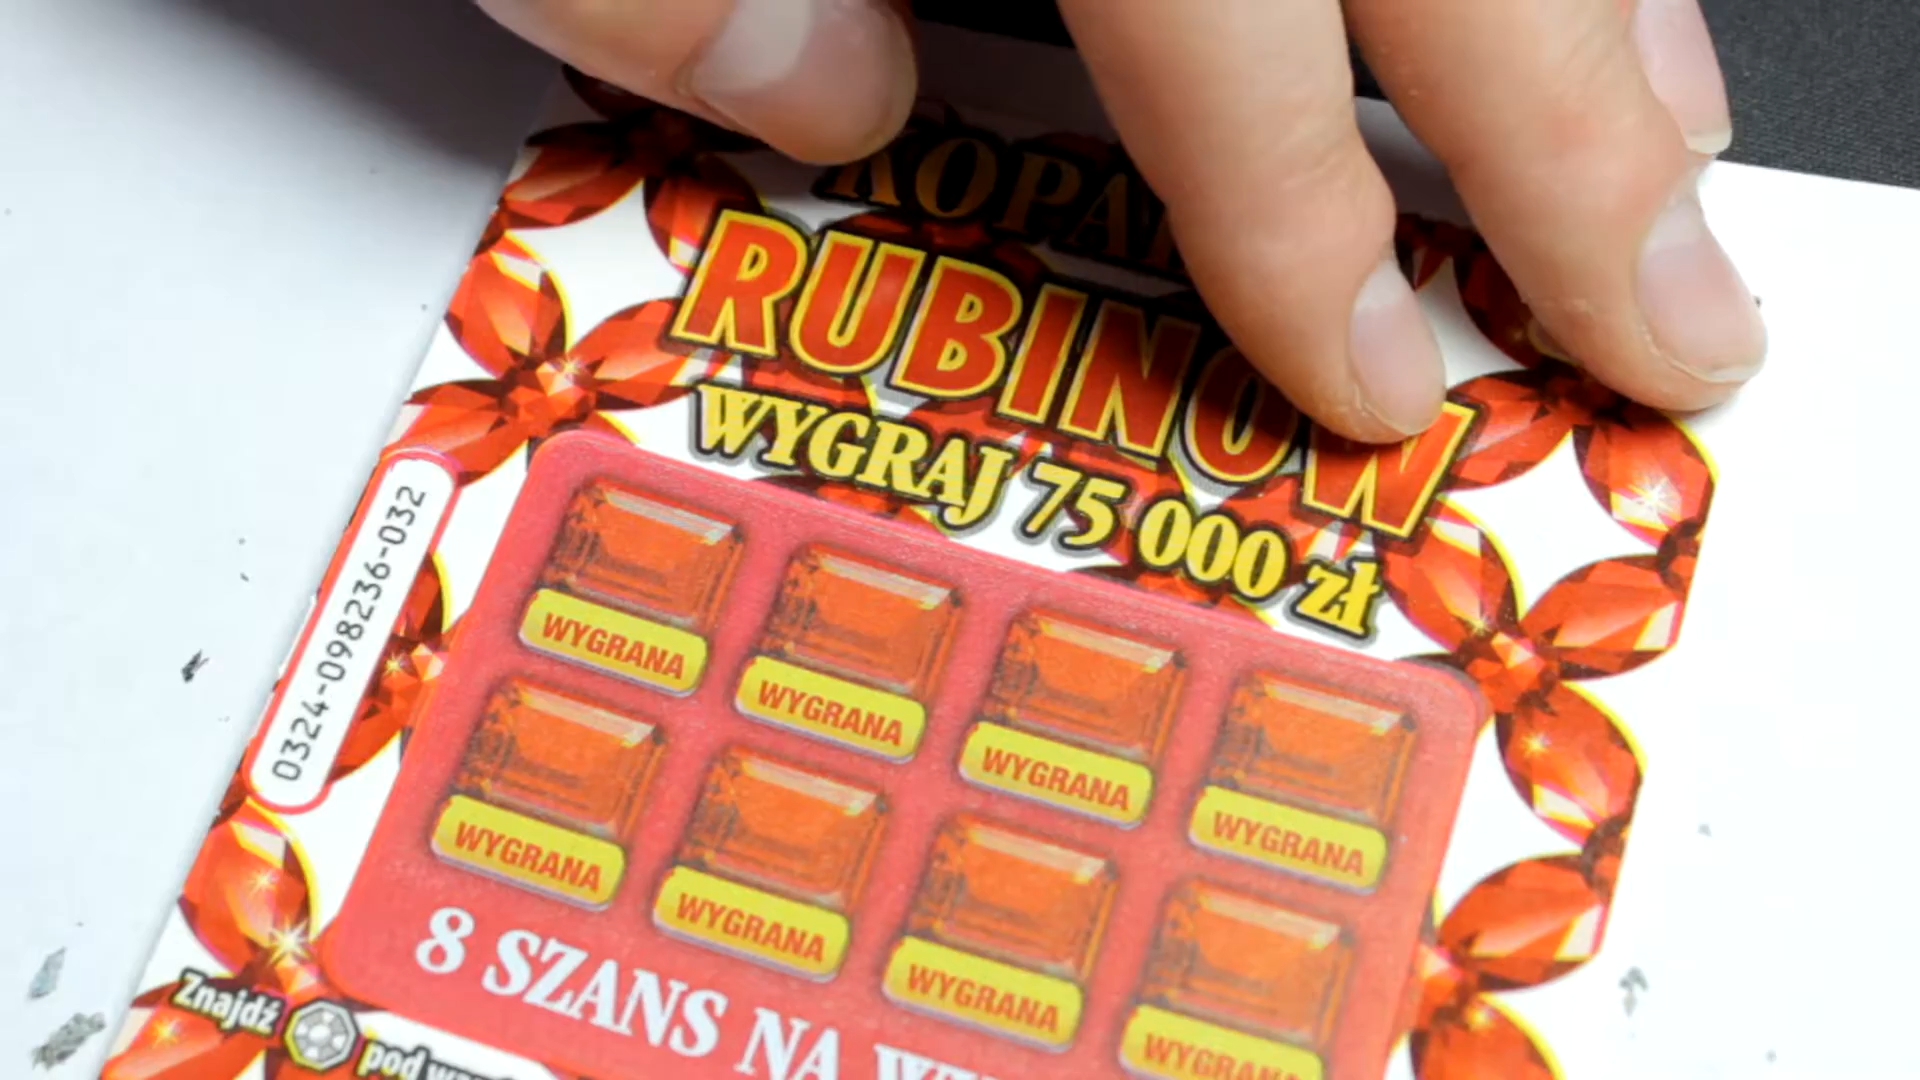 RUBINÓW
WYGRAJ 75 000 zł
0324-098236-032
WYGRANA WYGRANA WYGRANA WYGRANA
WYGRANA WYGRANA WYGRANA WYGRANA
8 SZANS NA
Znajdź pod